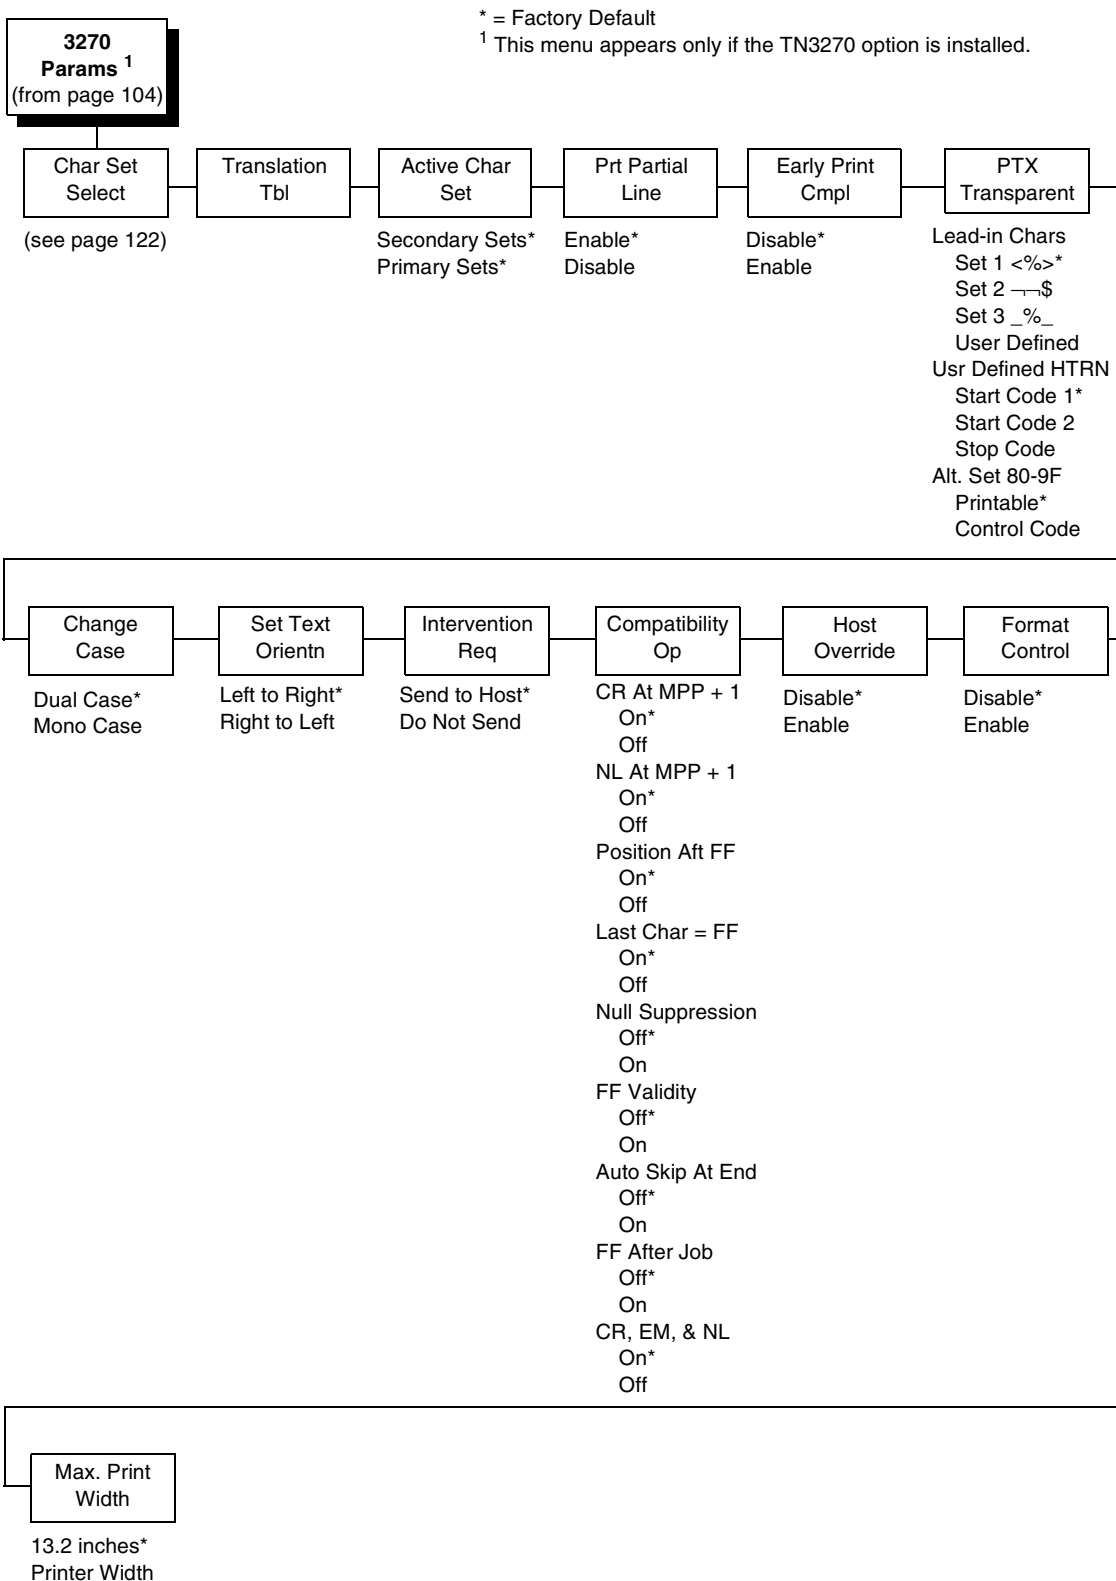 * = Factory Default
1 This menu appears only if the TN3270 option is installed.
3270
Params 1
(from page 104)
Char Set
Select
(see page 122)
Translation
Tbl
Active Char
Set
Secondary Sets*
Primary Sets*
Prt Partial
Line
Enable*
Disable
Early Print
Cmpl
Disable*
Enable
PTX
Transparent
Lead-in Chars
Set 1 <%>*
Set 2 ¬¬$
Set 3 _%_
User Defined
Usr Defined HTRN
Start Code 1*
Start Code 2
Stop Code
Alt. Set 80-9F
Printable*
Control Code
Change
Case
Dual Case*
Mono Case
Set Text
Orientn
Left to Right*
Right to Left
Intervention
Req
Send to Host*
Do Not Send
Compatibility
Op
CR At MPP + 1
On*
Off
NL At MPP + 1
On*
Off
Position Aft FF
On*
Off
Last Char = FF
On*
Off
Null Suppression
Off*
On
FF Validity
Off*
On
Auto Skip At End
Off*
On
FF After Job
Off*
On
CR, EM, & NL
On*
Off
Host
Override
Disable*
Enable
Format
Control
Disable*
Enable
Max. Print
Width
13.2 inches*
Printer Width